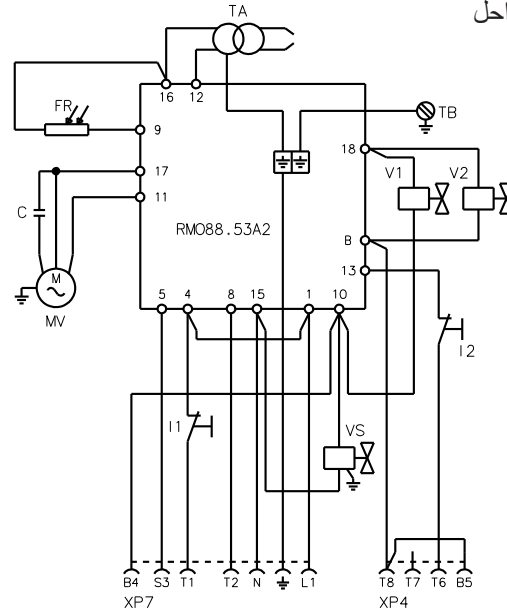 احل
TA
16 12
FR
9
TB
18
17
V1 V2
C
11
RMO88.53A2
B
M
13
MV
5 4 8 15 1 10
I2
I1
VS
B4 S3 T1 T2 N L1
T8 T7 T6 B5
XP7
XP4